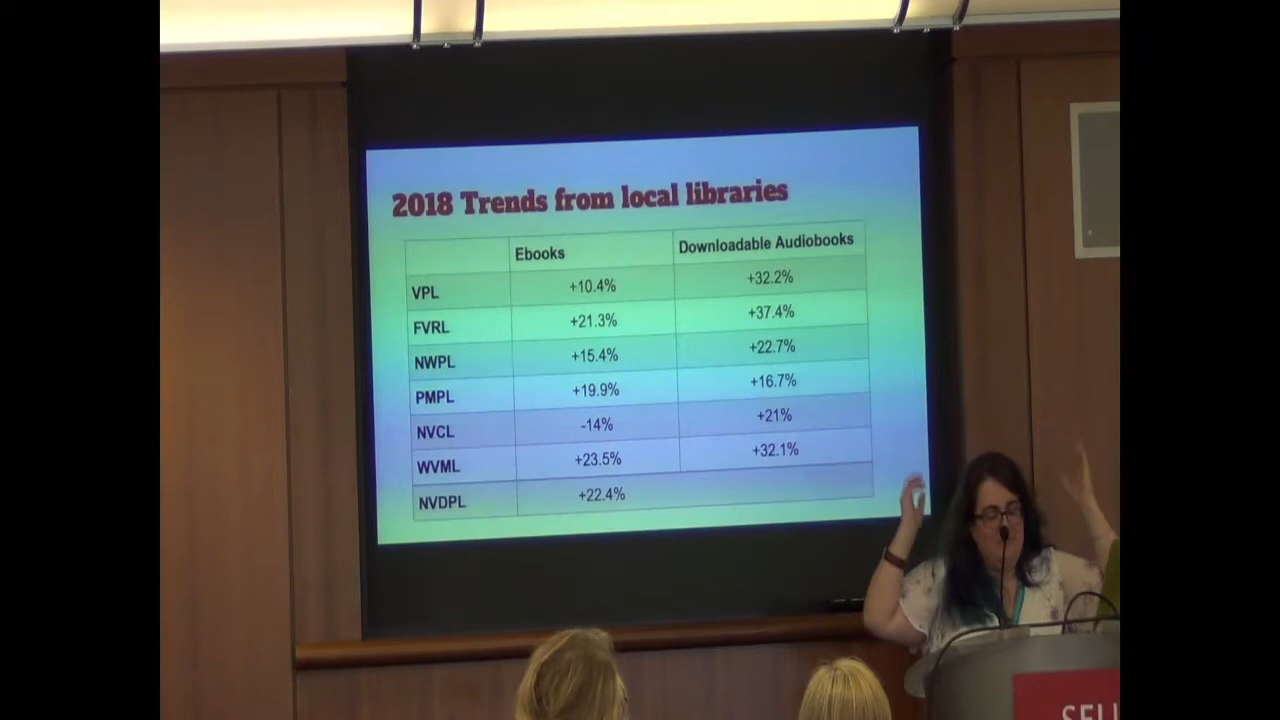 2018 Trends from local libraries
Ebooks Downloadable Audiobooks
VPL +10.4% +32.2%
FVRL +21.3% +37.4%
NWPL +15.4% +22.7%
PMPL +19.9% +16.7%
NVCL -14% +21%
WVML +23.5% +32.1%
NVDPL +22.4%